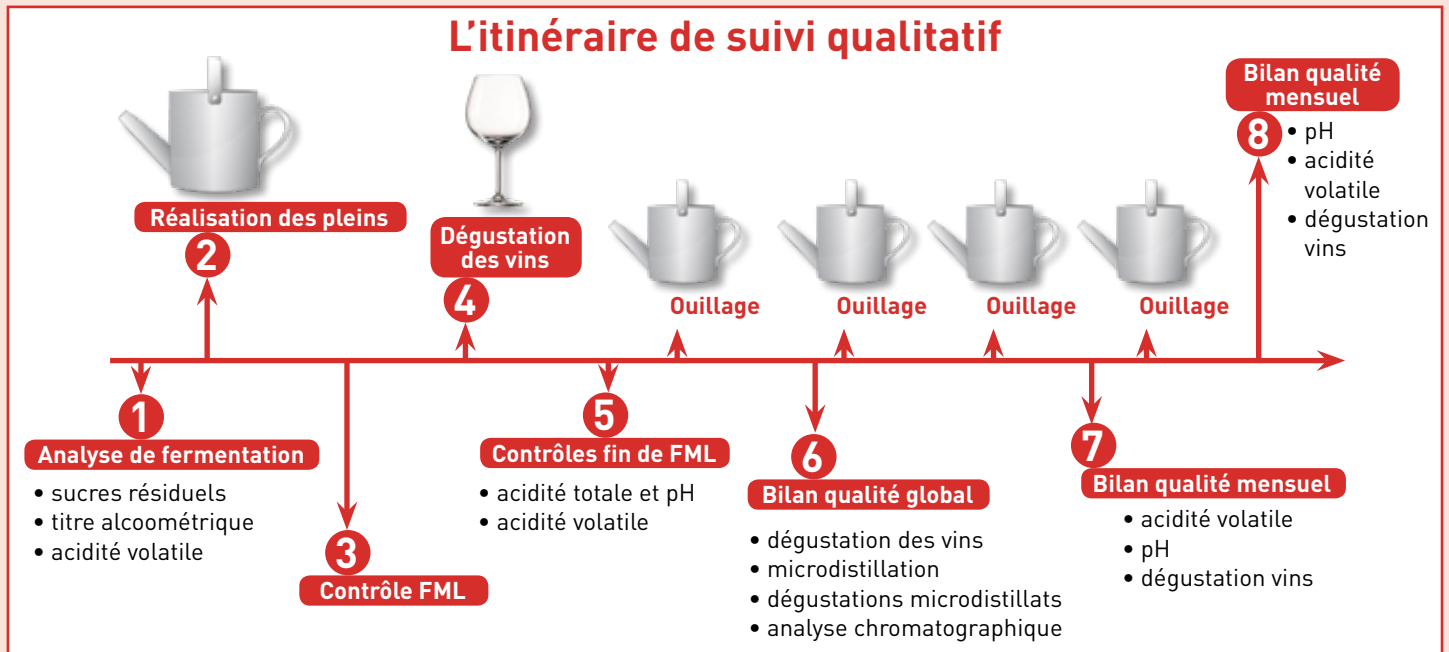 L'itinéraire de suivi qualitatif
1
Analyse de fermentation
• sucres résiduels
• titre alcoométrique
• acidité volatile
Réalisation des pleins
2
3
Contrôle FML
Dégustation
des vins
4
5
Contrôles fin de FML
• acidité totale et pH
• acidité volatile
Ouillage
Ouillage
Ouillage
Ouillage
6
Bilan qualité global
• dégustation des vins
• microdistillation
• dégustations microdistillats
• analyse chromatographique
7
Bilan qualité mensuel
• acidité volatile
• pH
• dégustation vins
Bilan qualité
mensuel
8
• pH
• acidité
volatile
• dégustation
vins